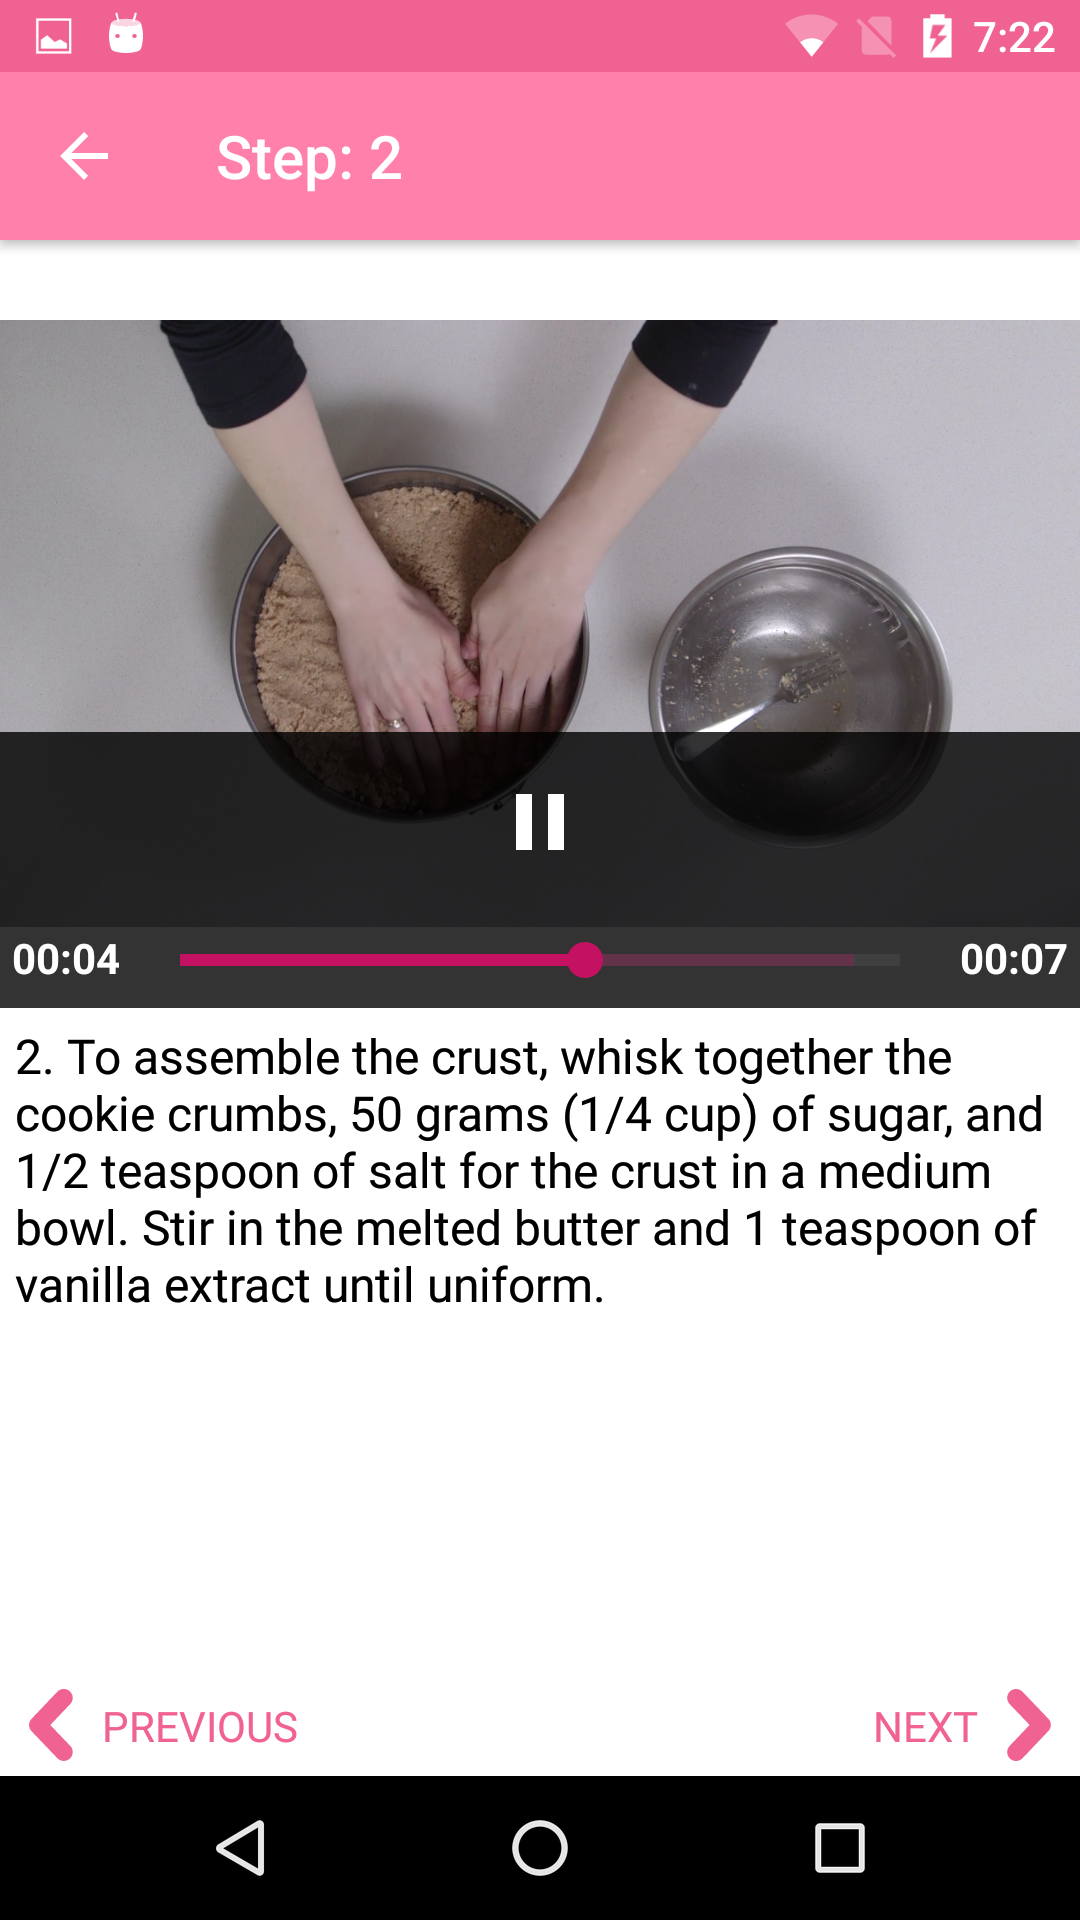 7:22
Step: 2
00:04
00:07
2. To assemble the crust, whisk together the
cookie crumbs, 50 grams (1/4 cup) of sugar, and
1/2 teaspoon of salt for the crust in a medium
bowl. Stir in the melted butter and 1 teaspoon of
vanilla extract until uniform.
PREVIOUS
NEXT